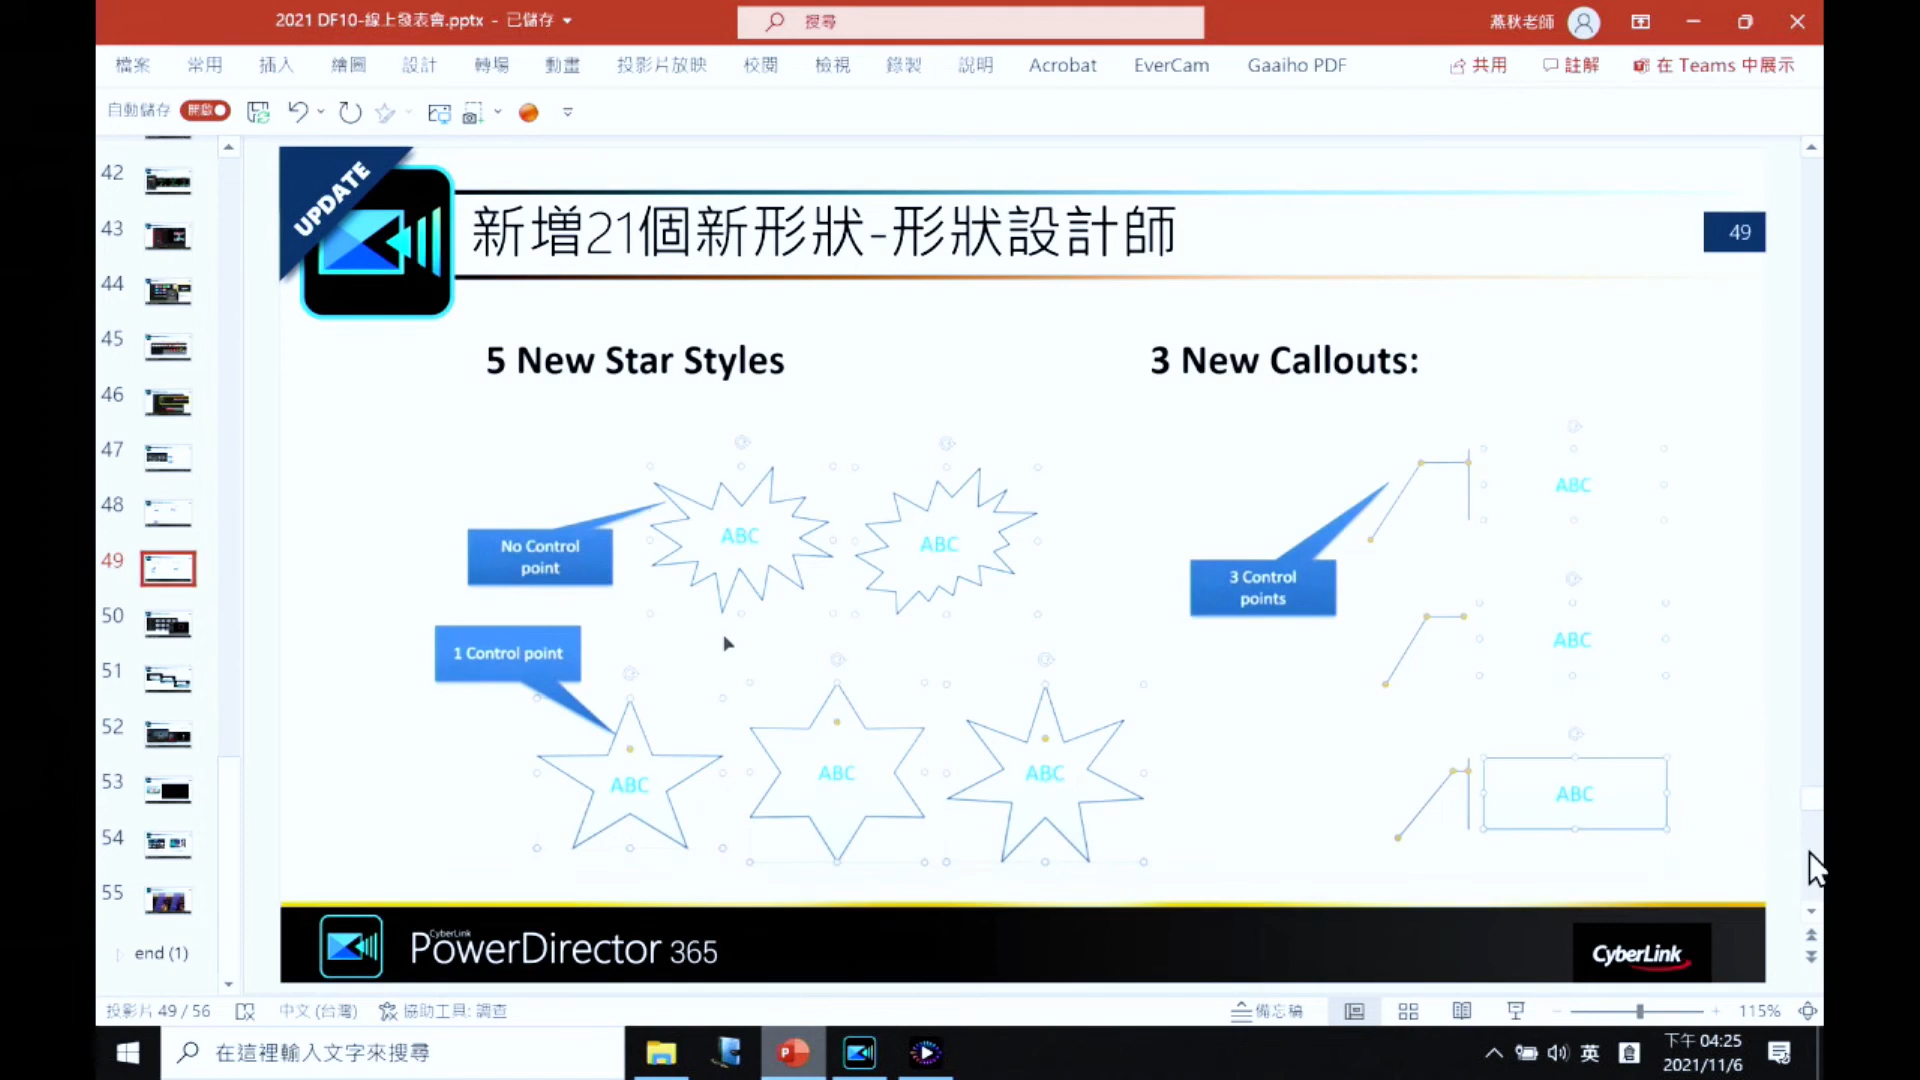 2021 DF10-線上發表會.pptx - 已儲存
搜尋
燕秋老師
檔案 常用 插入 繪圖 設計 轉場 動畫 投影片放映 校閱 檢視 錄製 說明 Acrobat EverCam Gaaiho PDF 共用 註解 在 Teams 中展示
自動儲存 開啟
42
43
44
45
46
47
48
49
50
51
52
53
54
55
end (1)
UPDATE
新增21個新形狀-形狀設計師
49
5 New Star Styles
3 New Callouts:
No Control
point
ABC
ABC
ABC
3 Control
points
1 Control point
ABC
ABC
ABC
ABC
ABC
CyberLink
PowerDirector 365
CyberLink
投影片 49 / 56 中文 (台灣) 協助工具: 調查 備忘稿 115%
在這裡輸入文字來搜尋
英
下午 04:25
2021/11/6